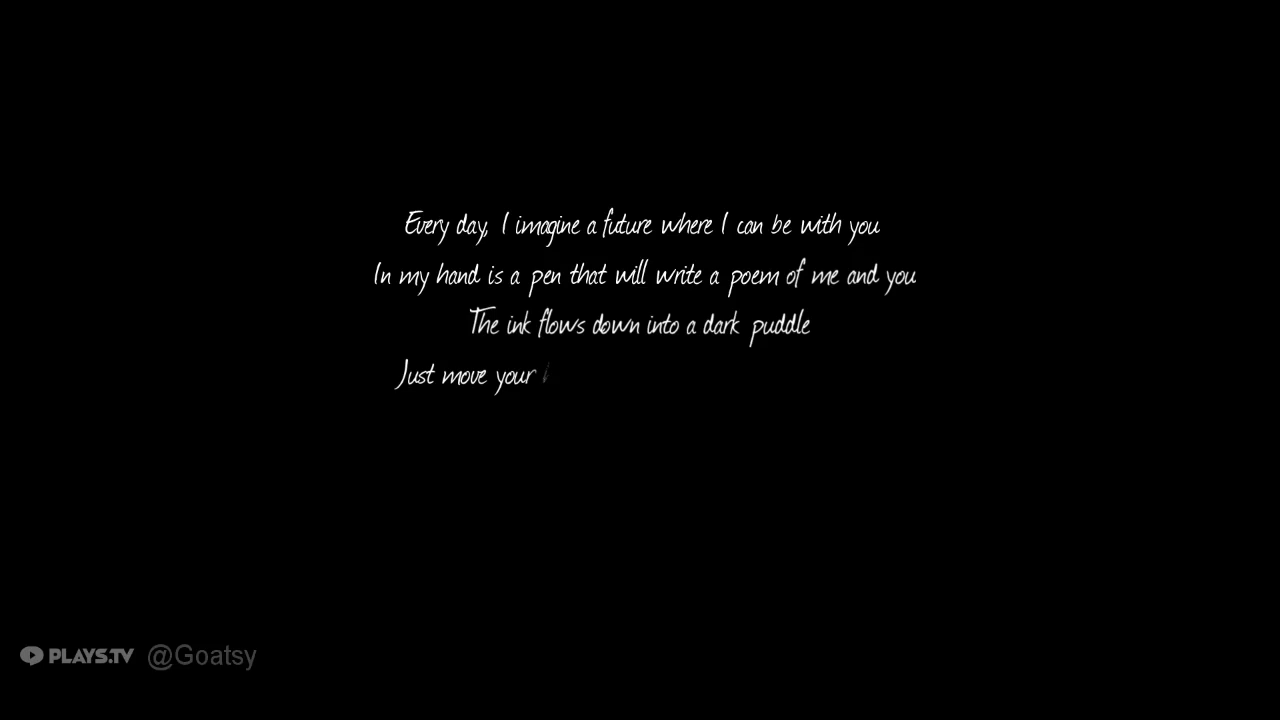 Every day, I imagine a future where I can be with you
In my hand is a pen that will write a poem of me and you
The ink flows down into a dark puddle
Just move your
PLAYS.TV @Goatsy